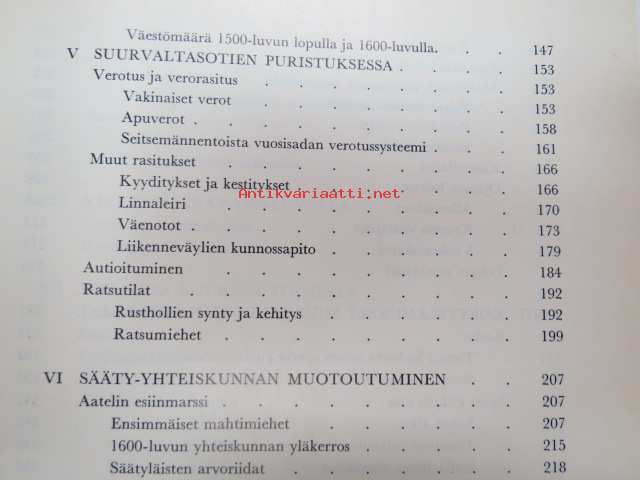 Väestömäärä 1500-luvun lopulla ja 1600-luvulla. . . 147
V SUURVALTASOTIEN PURISTUKSESSA . . . . 153
Verotus ja verorasitus . . . . . . . 153
Vakinaiset verot . . . . . . . 153
Apuverot . . . . . . . . 158
Seitsemännentoista vuosisadan verotussysteemi . . . 161
Muut rasitukset . . . . . . . . 166
Kyyditykset ja kestitykset . . . . . 166
Antikvariaatti.net
Linnaleiri . . . . . . . . 170
Väenotot . . . . . . . . 173
Liikenneväylien kunnossapito . . . . . 179
Autioituminen . . . . . . . . 184
Ratsutilat . . . . . . . . 192
Rusthollien synty ja kehitys . . . . . 192
Ratsumiehet . . . . . . . 199
VI SÄÄTY-YHTEISKUNNAN MUOTOUTUMINEN . . 207
Aatelin esiinmarssi . . . . . . . 207
Ensimmäiset mahtimiehet . . . . . 207
1600-luvun yhteiskunnan yläkerros . . . . 215
Säätyläisten arvoriidat . . . . . . 218